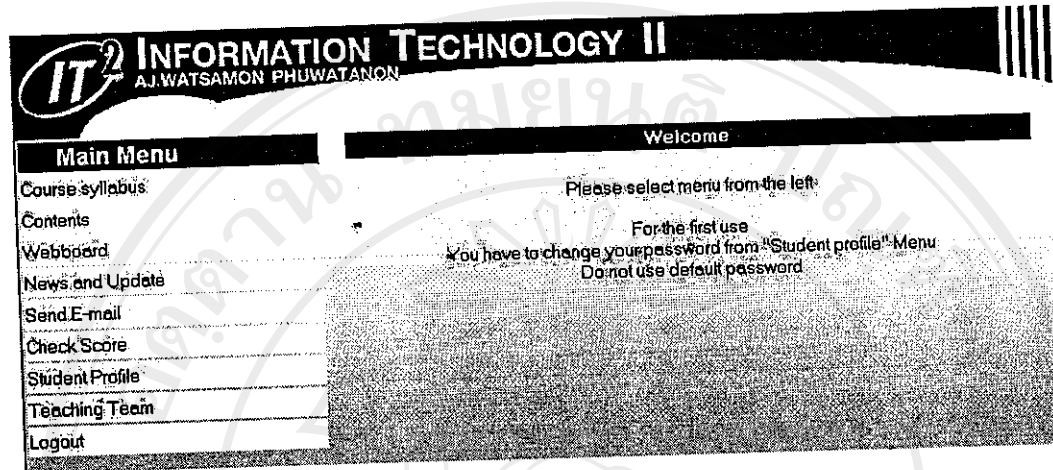 IT2
INFORMATION TECHNOLOGY II
AJ.WATSAMON PHUWATANON
Main Menu
Course syllabus
Contents
Webboard
News and Update
Send E-mail
Check Score
Student Profile
Teaching Team
Logout
Welcome
Please select menu from the left
For the first use
You have to change your password from "Student profile" Menu
Do not use default password